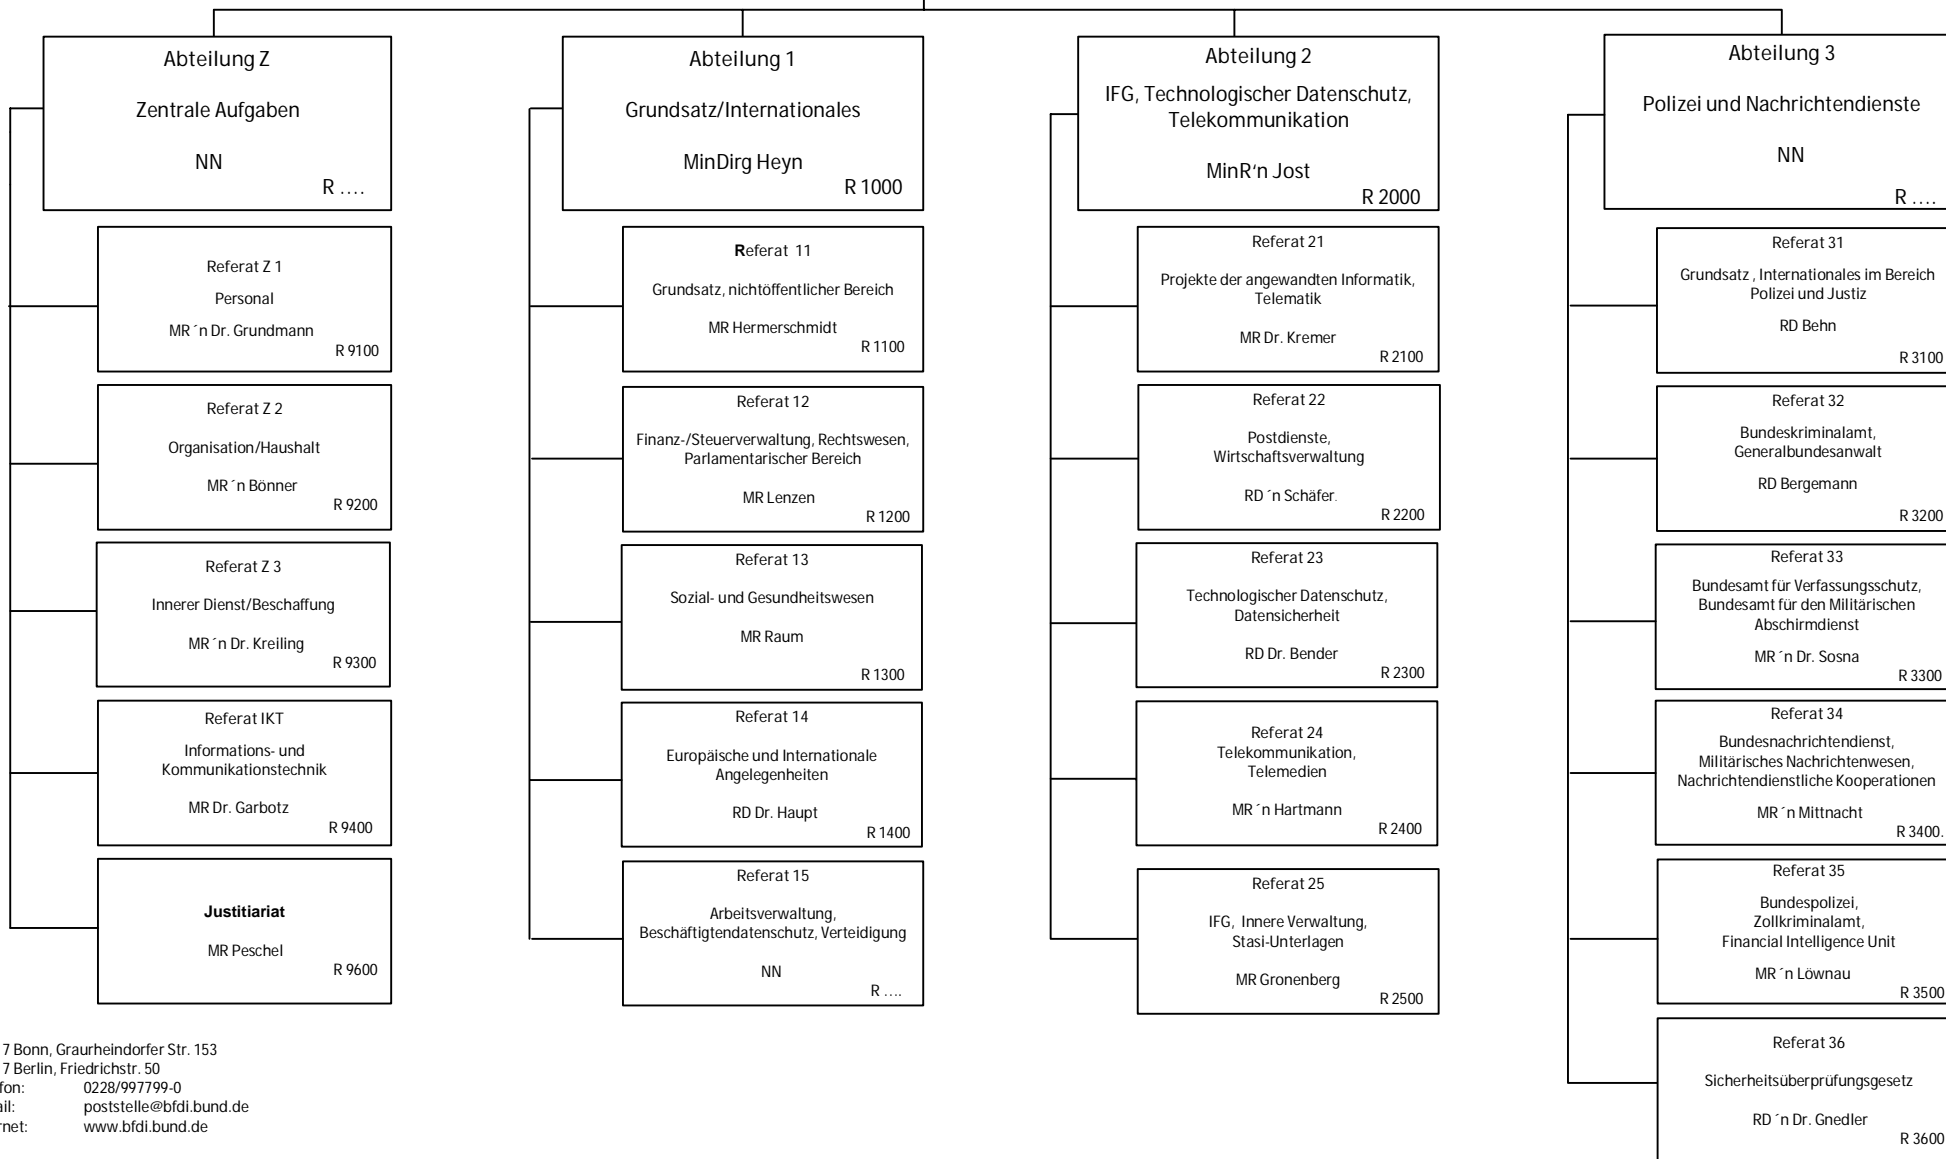 Abteilung Z
Zentrale Aufgaben
NN
R ….
Referat Z 1
Personal
MR ´n Dr. Grundmann
R 9100
Referat Z 2
Organisation/Haushalt
MR ´n Bönner
R 9200
Referat Z 3
Innerer Dienst/Beschaffung
MR ´n Dr. Kreiling
R 9300
Referat IKT
Informations- und
Kommunikationstechnik
MR Dr. Garbotz
R 9400
Justitiariat
MR Peschel
R 9600
Abteilung 1
Grundsatz/Internationales
MinDirg Heyn
R 1000
Referat 11
Grundsatz, nichtöffentlicher Bereich
MR Hermerschmidt
R 1100
Referat 12
Finanz-/Steuerverwaltung, Rechtswesen,
Parlamentarischer Bereich
MR Lenzen
R 1200
Referat 13
Sozial- und Gesundheitswesen
MR Raum
R 1300
Referat 14
Europäische und Internationale
Angelegenheiten
RD Dr. Haupt
R 1400
Referat 15
Arbeitsverwaltung,
Beschäftigtendatenschutz, Verteidigung
NN
R ….
Abteilung 2
IFG, Technologischer Datenschutz,
Telekommunikation
MinR‘n Jost
R 2000
Referat 21
Projekte der angewandten Informatik,
Telematik
MR Dr. Kremer
R 2100
Referat 22
Postdienste,
Wirtschaftsverwaltung
RD ´n Schäfer.
R 2200
Referat 23
Technologischer Datenschutz,
Datensicherheit
RD Dr. Bender
R 2300
Referat 24
Telekommunikation,
Telemedien
MR ´n Hartmann
R 2400
Referat 25
IFG, Innere Verwaltung,
Stasi-Unterlagen
MR Gronenberg
R 2500
Abteilung 3
Polizei und Nachrichtendienste
NN
R ….
Referat 31
Grundsatz , Internationales im Bereich
Polizei und Justiz
RD Behn
R 3100
Referat 32
Bundeskriminalamt,
Generalbundesanwalt
RD Bergemann
R 3200
Referat 33
Bundesamt für Verfassungsschutz,
Bundesamt für den Militärischen
Abschirmdienst
MR ´n Dr. Sosna
R 3300
Referat 34
Bundesnachrichtendienst,
Militärisches Nachrichtenwesen,
Nachrichtendienstliche Kooperationen
MR ´n Mittnacht
R 3400.
Referat 35
Bundespolizei,
Zollkriminalamt,
Financial Intelligence Unit
MR ´n Löwnau
R 3500
Referat 36
Sicherheitsüberprüfungsgesetz
RD ´n Dr. Gnedler
R 3600
7 Bonn, Graurheindorfer Str. 153
7 Berlin, Friedrichstr. 50
fon: 0228/997799-0
ail: poststelle@bfdi.bund.de
rnet: www.bfdi.bund.de